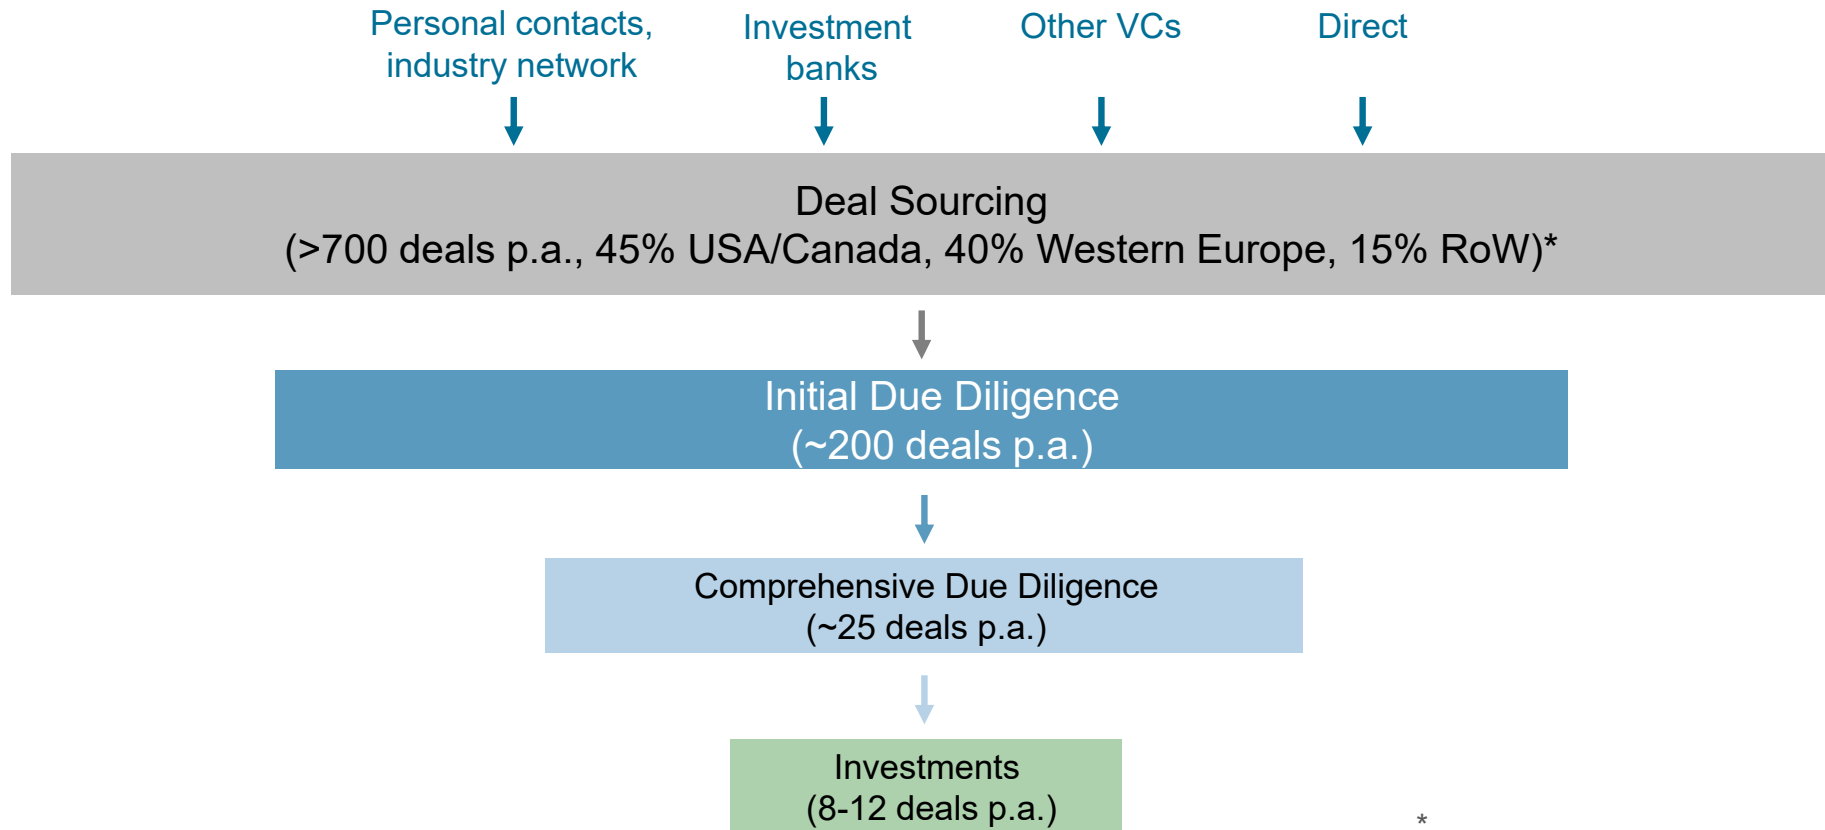 Personal contacts,
industry network
Investment
banks
Other VCs
Direct
Deal Sourcing
(>700 deals p.a., 45% USA/Canada, 40% Western Europe, 15% RoW)*
Initial Due Diligence
(~200 deals p.a.)
Comprehensive Due Diligence
(~25 deals p.a.)
Investments
(8-12 deals p.a.)
*